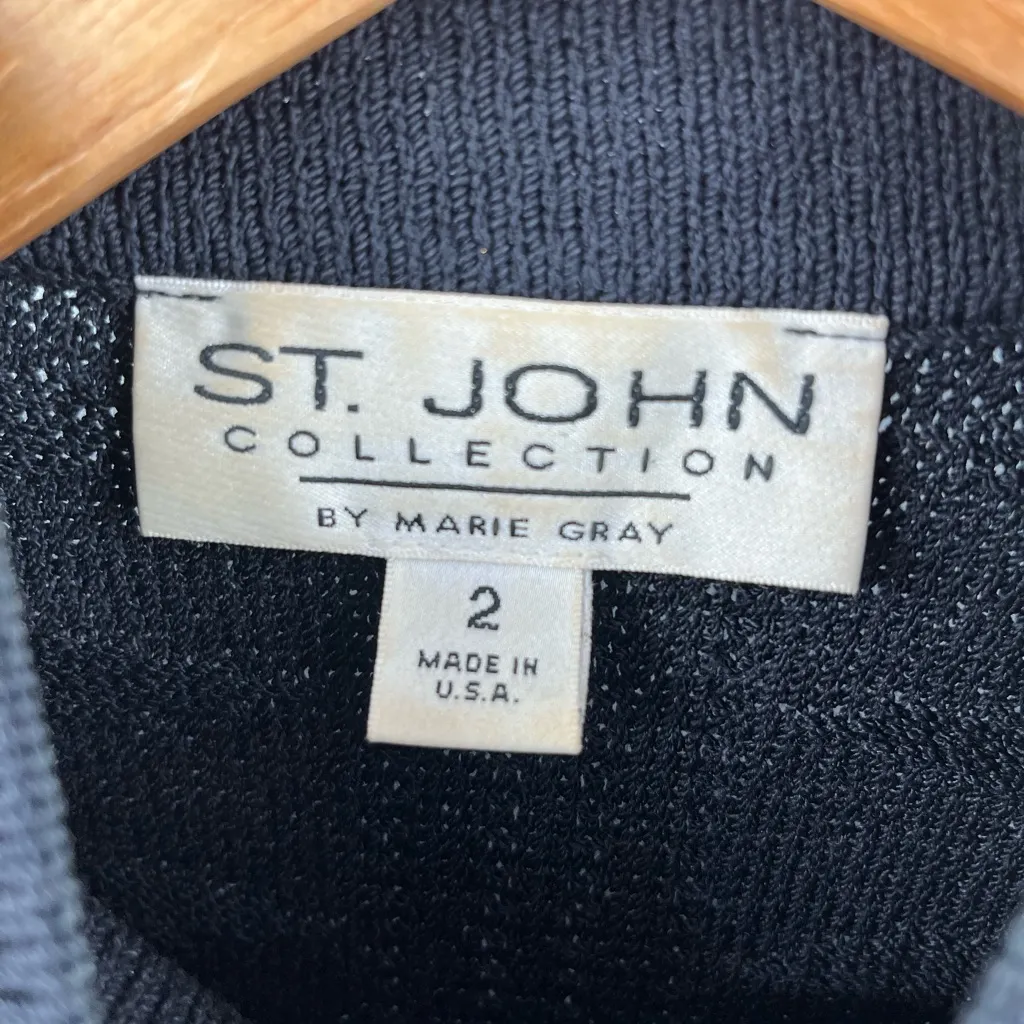 ST. JOHN
COLLECTION
BY MARIE GRAY
2
MADE IN
U.S.A.